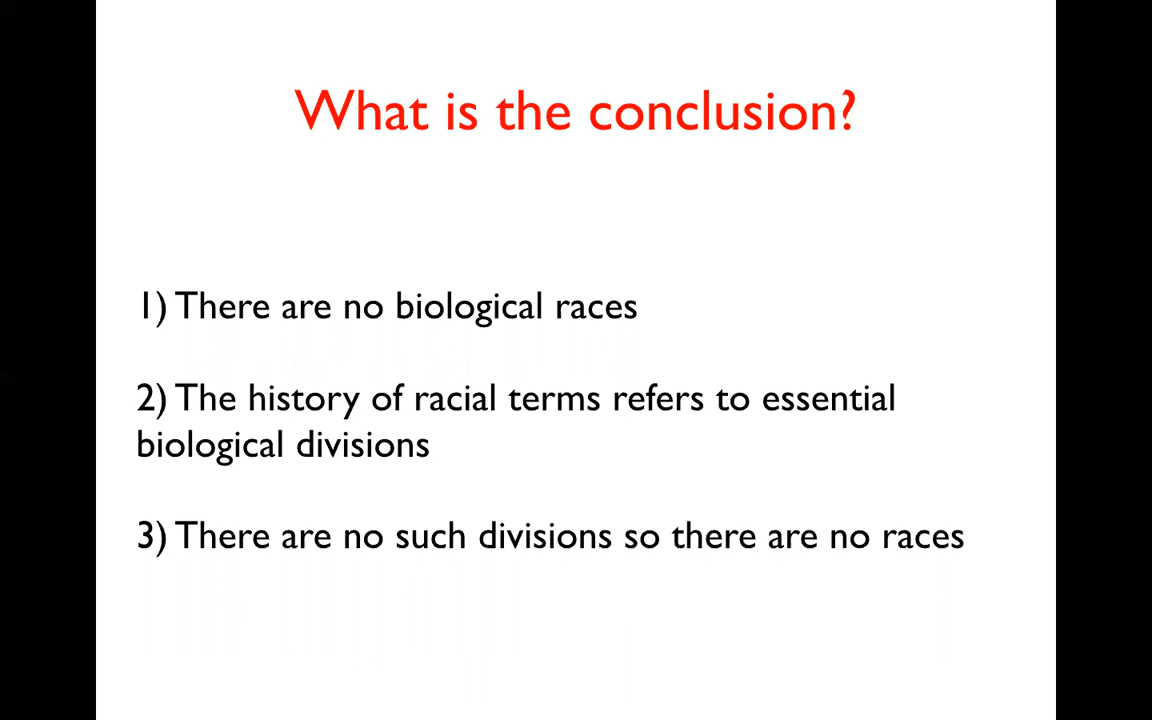 What is the conclusion?
1) There are no biological races
2) The history of racial terms refers to essential
biological divisions
3) There are no such divisions so there are no races